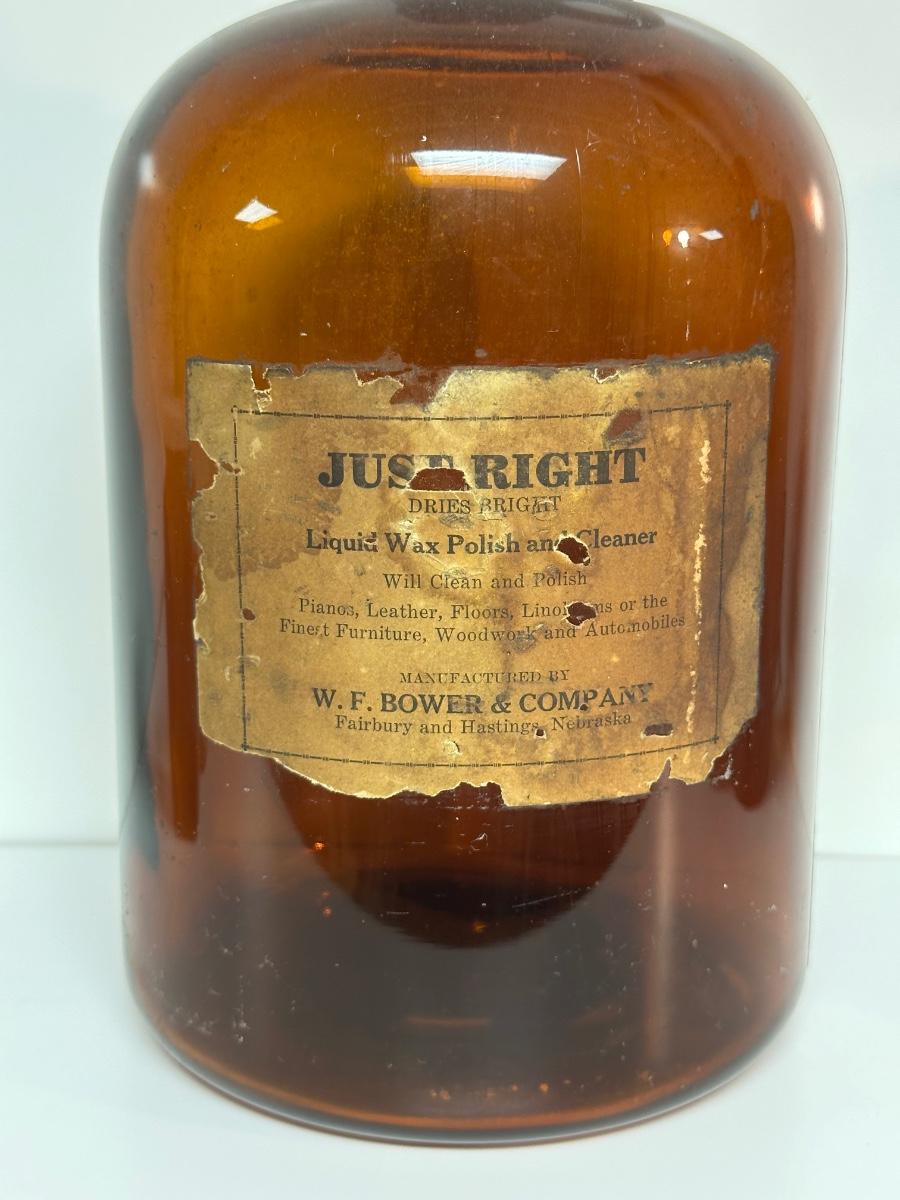 JUST RIGHT
DRIES BRIGHT
Liquid Wax Polish and Cleaner
Will Clean and Polish
Pianos, Leather, Floors, Linoleums or the
Finest Furniture, Woodwork and Automobiles
MANUFACTURED BY
W. F. BOWER & COMPANY
Fairbury and Hastings, Nebraska